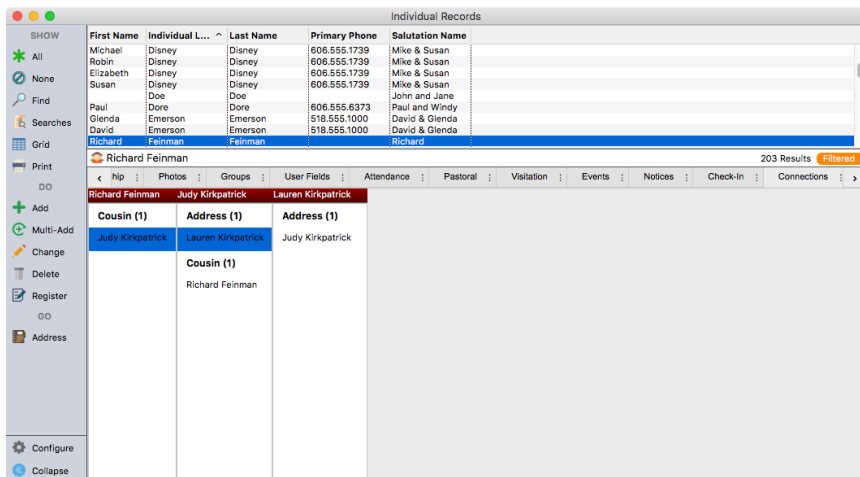 Individual Records
SHOW
All
None
Find
Searches
Grid
Print
DO
Add
Multi-Add
Change
Delete
Register
GO
Address
Configure
Collapse
First Name Individual L... ^ Last Name Primary Phone Salutation Name
Michael Disney Disney 606.555.1739 Mike & Susan
Robin Disney Disney 606.555.1739 Mike & Susan
Elizabeth Disney Disney 606.555.1739 Mike & Susan
Susan Disney Disney 606.555.1739 Mike & Susan
Doe Doe John and Jane
Paul Dore Dore 606.555.6373 Paul and Windy
Glenda Emerson Emerson 518.555.1000 David & Glenda
David Emerson Emerson 518.555.1000 David & Glenda
Richard Feinman Feinman Richard
Richard Feinman 203 Results Filtered
‹ hip : Photos : Groups : User Fields : Attendance : Pastoral : Visitation : Events : Notices : Check-In : Connections : ›
Richard Feinman Judy Kirkpatrick Lauren Kirkpatrick
Cousin (1) Address (1) Address (1)
Judy Kirkpatrick Lauren Kirkpatrick Judy Kirkpatrick
Cousin (1)
Richard Feinman